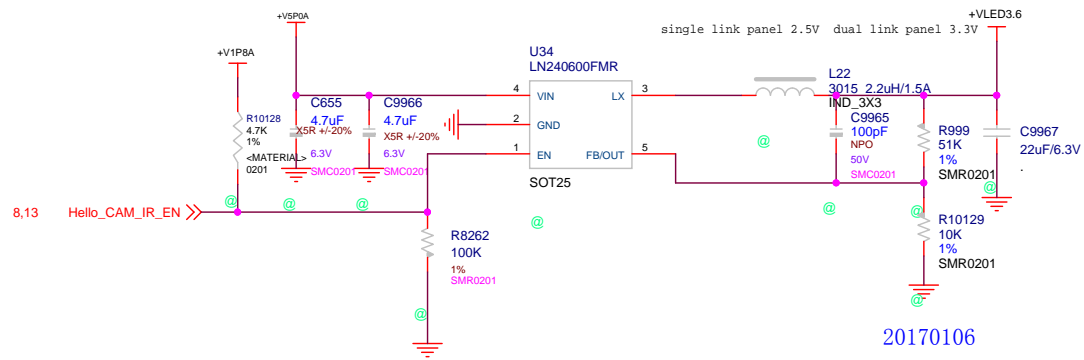 +V5P0A
+VLED3.6
single link panel 2.5V dual link panel 3.3V
+V1P8A
U34
LN240600FMR
L22
3015_2.2uH/1.5A
IND_3X3
4 VIN LX 3
2 GND
1 EN FB/OUT 5
SOT25
R10128
4.7K
1%
<MATERIAL>
0201
C655
4.7uF
X5R +/-20%
6.3V
SMC0201
C9966
4.7uF
X5R +/-20%
6.3V
SMC0201
C9965
100pF
NPO
50V
SMC0201
R999
51K
1%
SMR0201
C9967
22uF/6.3V
.
@
@
@
@
@
@
@
8,13 Hello_CAM_IR_EN
R8262
100K
1%
SMR0201
@
R10129
10K
1%
SMR0201
@
20170106